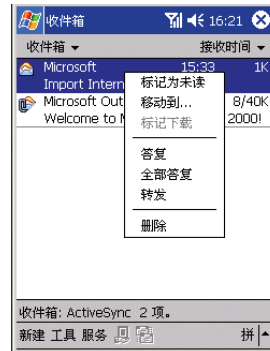 收件箱 16:21
收件箱 接收时间
Microsoft 15:33 1K
Import Intern
标记为未读
Microsoft Out 8/40K
移动到...
Welcome to M 2000!
标记下载
答复
全部答复
转发
删除
收件箱: ActiveSync 2 项。
新建 工具 服务 拼